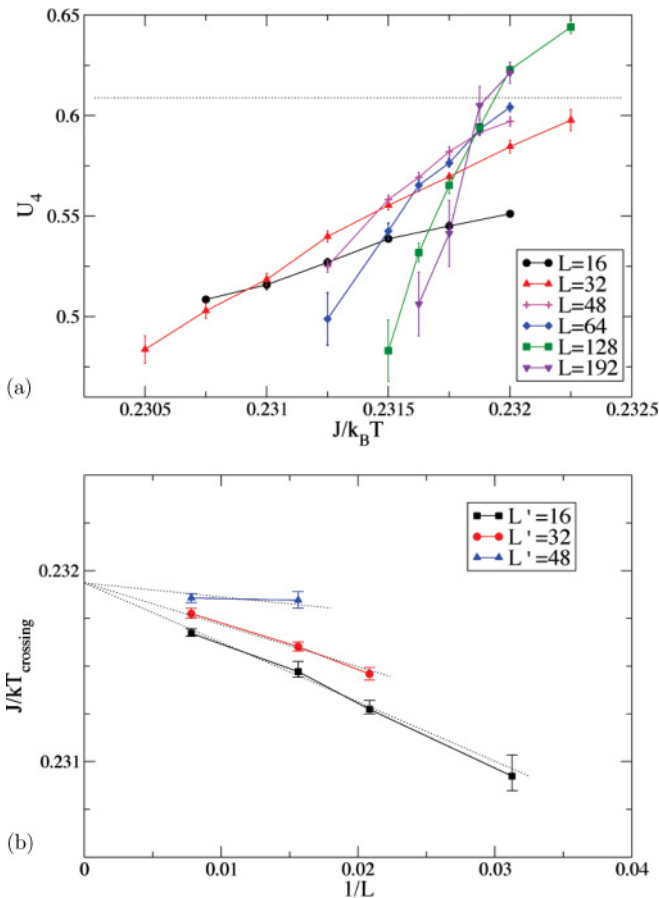 0.65
0.6
U4
0.55
0.5
L=16
L=32
L=48
L=64
L=128
L=192
(a)
0.2305 0.231 0.2315 0.232 0.2325
J/kBT
L'=16
L'=32
L'=48
0.232
J/kTcrossing
0.231
(b)
0 0.01 0.02 0.03 0.04
1/L